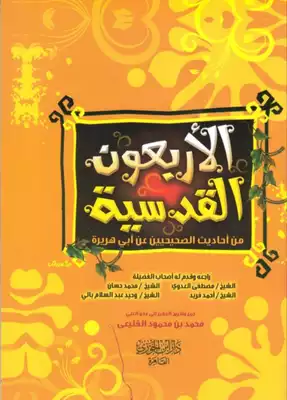 الأربعون
القدسية
من أحاديث الصحيحين عن أبي هريرة
راجعه وقدم له أصحاب الفضيلة
الشيخ/ مصطفى العدوي الشيخ/ محمد حسان
الشيخ/ أحمد فريد الشيخ/ وحيد عبد السلام بالي
محمد بن محمود القليعى
دار ابن الجوزي
القاهرة